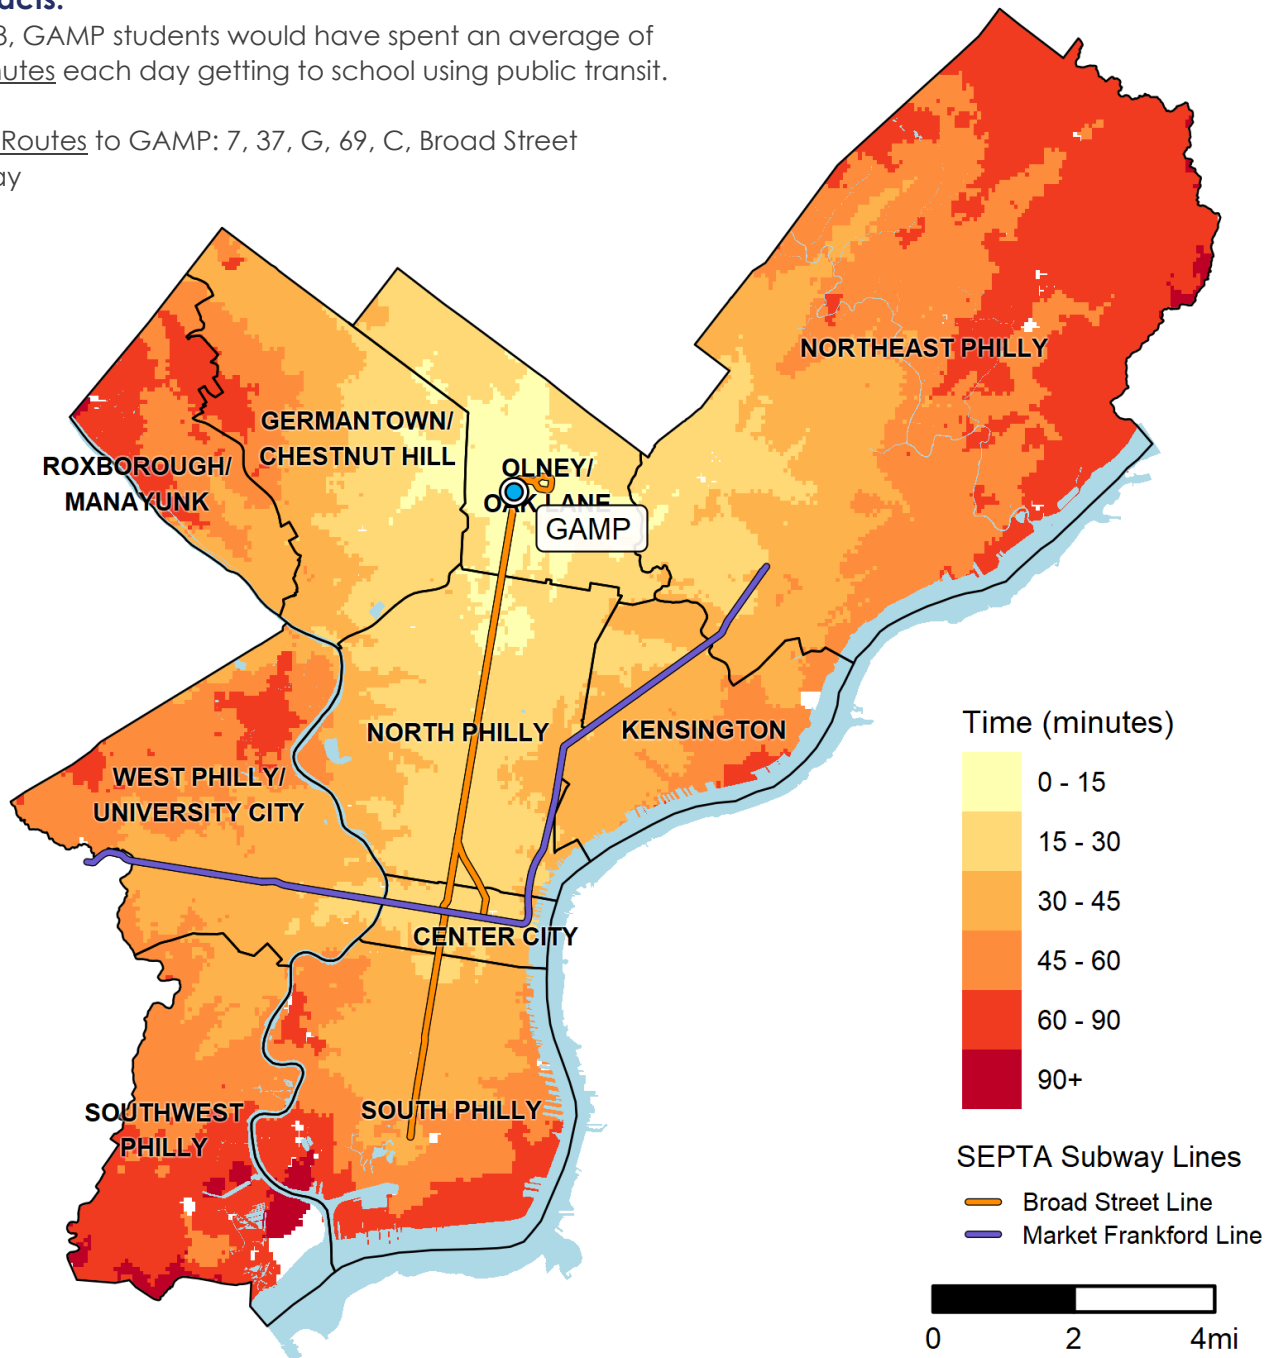 acts:
3, GAMP students would have spent an average of
nutes each day getting to school using public transit.
Routes to GAMP: 7, 37, G, 69, C, Broad Street
ay
NORTHEAST PHILLY
GERMANTOWN/
CHESTNUT HILL
ROXBOROUGH/
MANAYUNK
OLNEY/
OAK LANE
GAMP
NORTH PHILLY
KENSINGTON
WEST PHILLY/
UNIVERSITY CITY
CENTER CITY
SOUTHWEST
PHILLY
SOUTH PHILLY
Time (minutes)
0 - 15
15 - 30
30 - 45
45 - 60
60 - 90
90+
SEPTA Subway Lines
Broad Street Line
Market Frankford Line
0 2 4mi